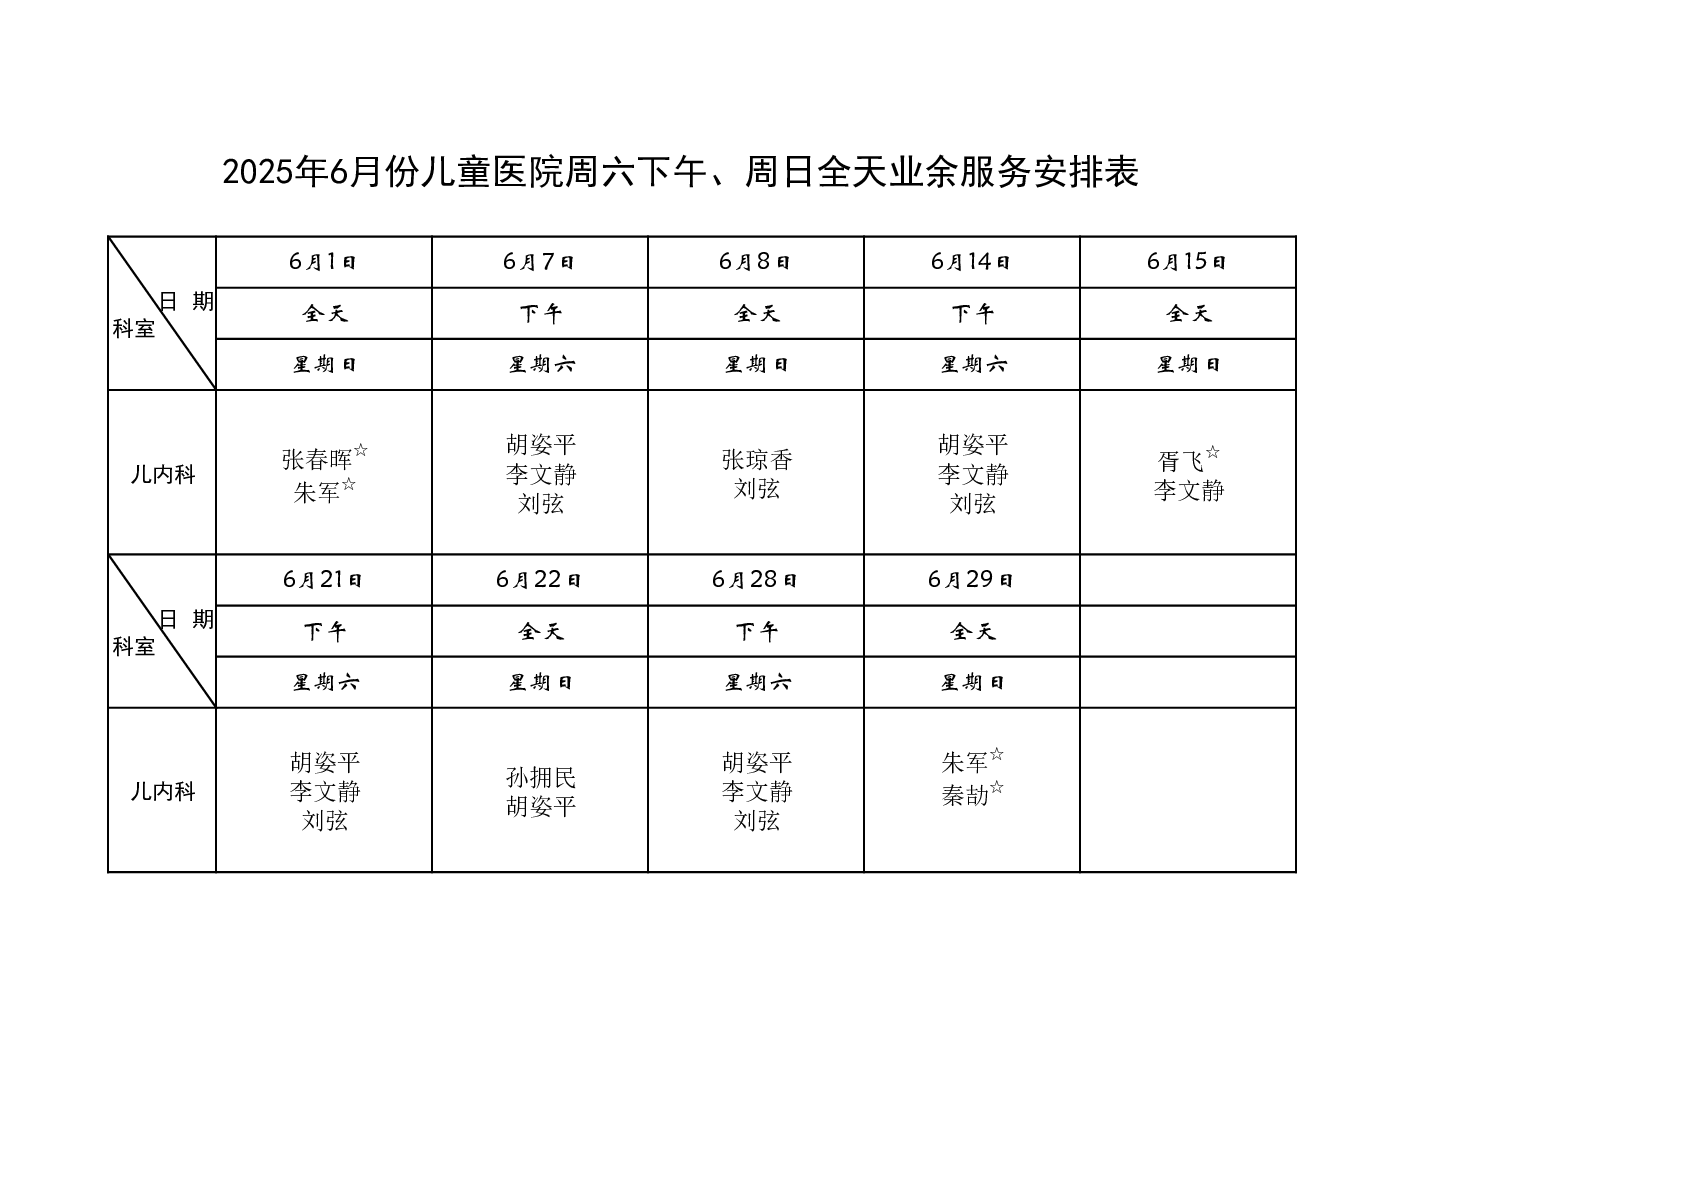 2025年6月份儿童医院周六下午、周日全天业余服务安排表
日 期
科室
6月1日 6月7日 6月8日 6月14日 6月15日
全天 下午 全天 下午 全天
星期日 星期六 星期日 星期六 星期日
儿内科
张春晖☆
朱军☆
胡姿平
李文静
刘弦
张琼香
刘弦
胡姿平
李文静
刘弦
胥飞☆
李文静
日 期
科室
6月21日 6月22日 6月28日 6月29日
下午 全天 下午 全天
星期六 星期日 星期六 星期日
儿内科
胡姿平
李文静
刘弦
孙拥民
胡姿平
胡姿平
李文静
刘弦
朱军☆
秦劼☆